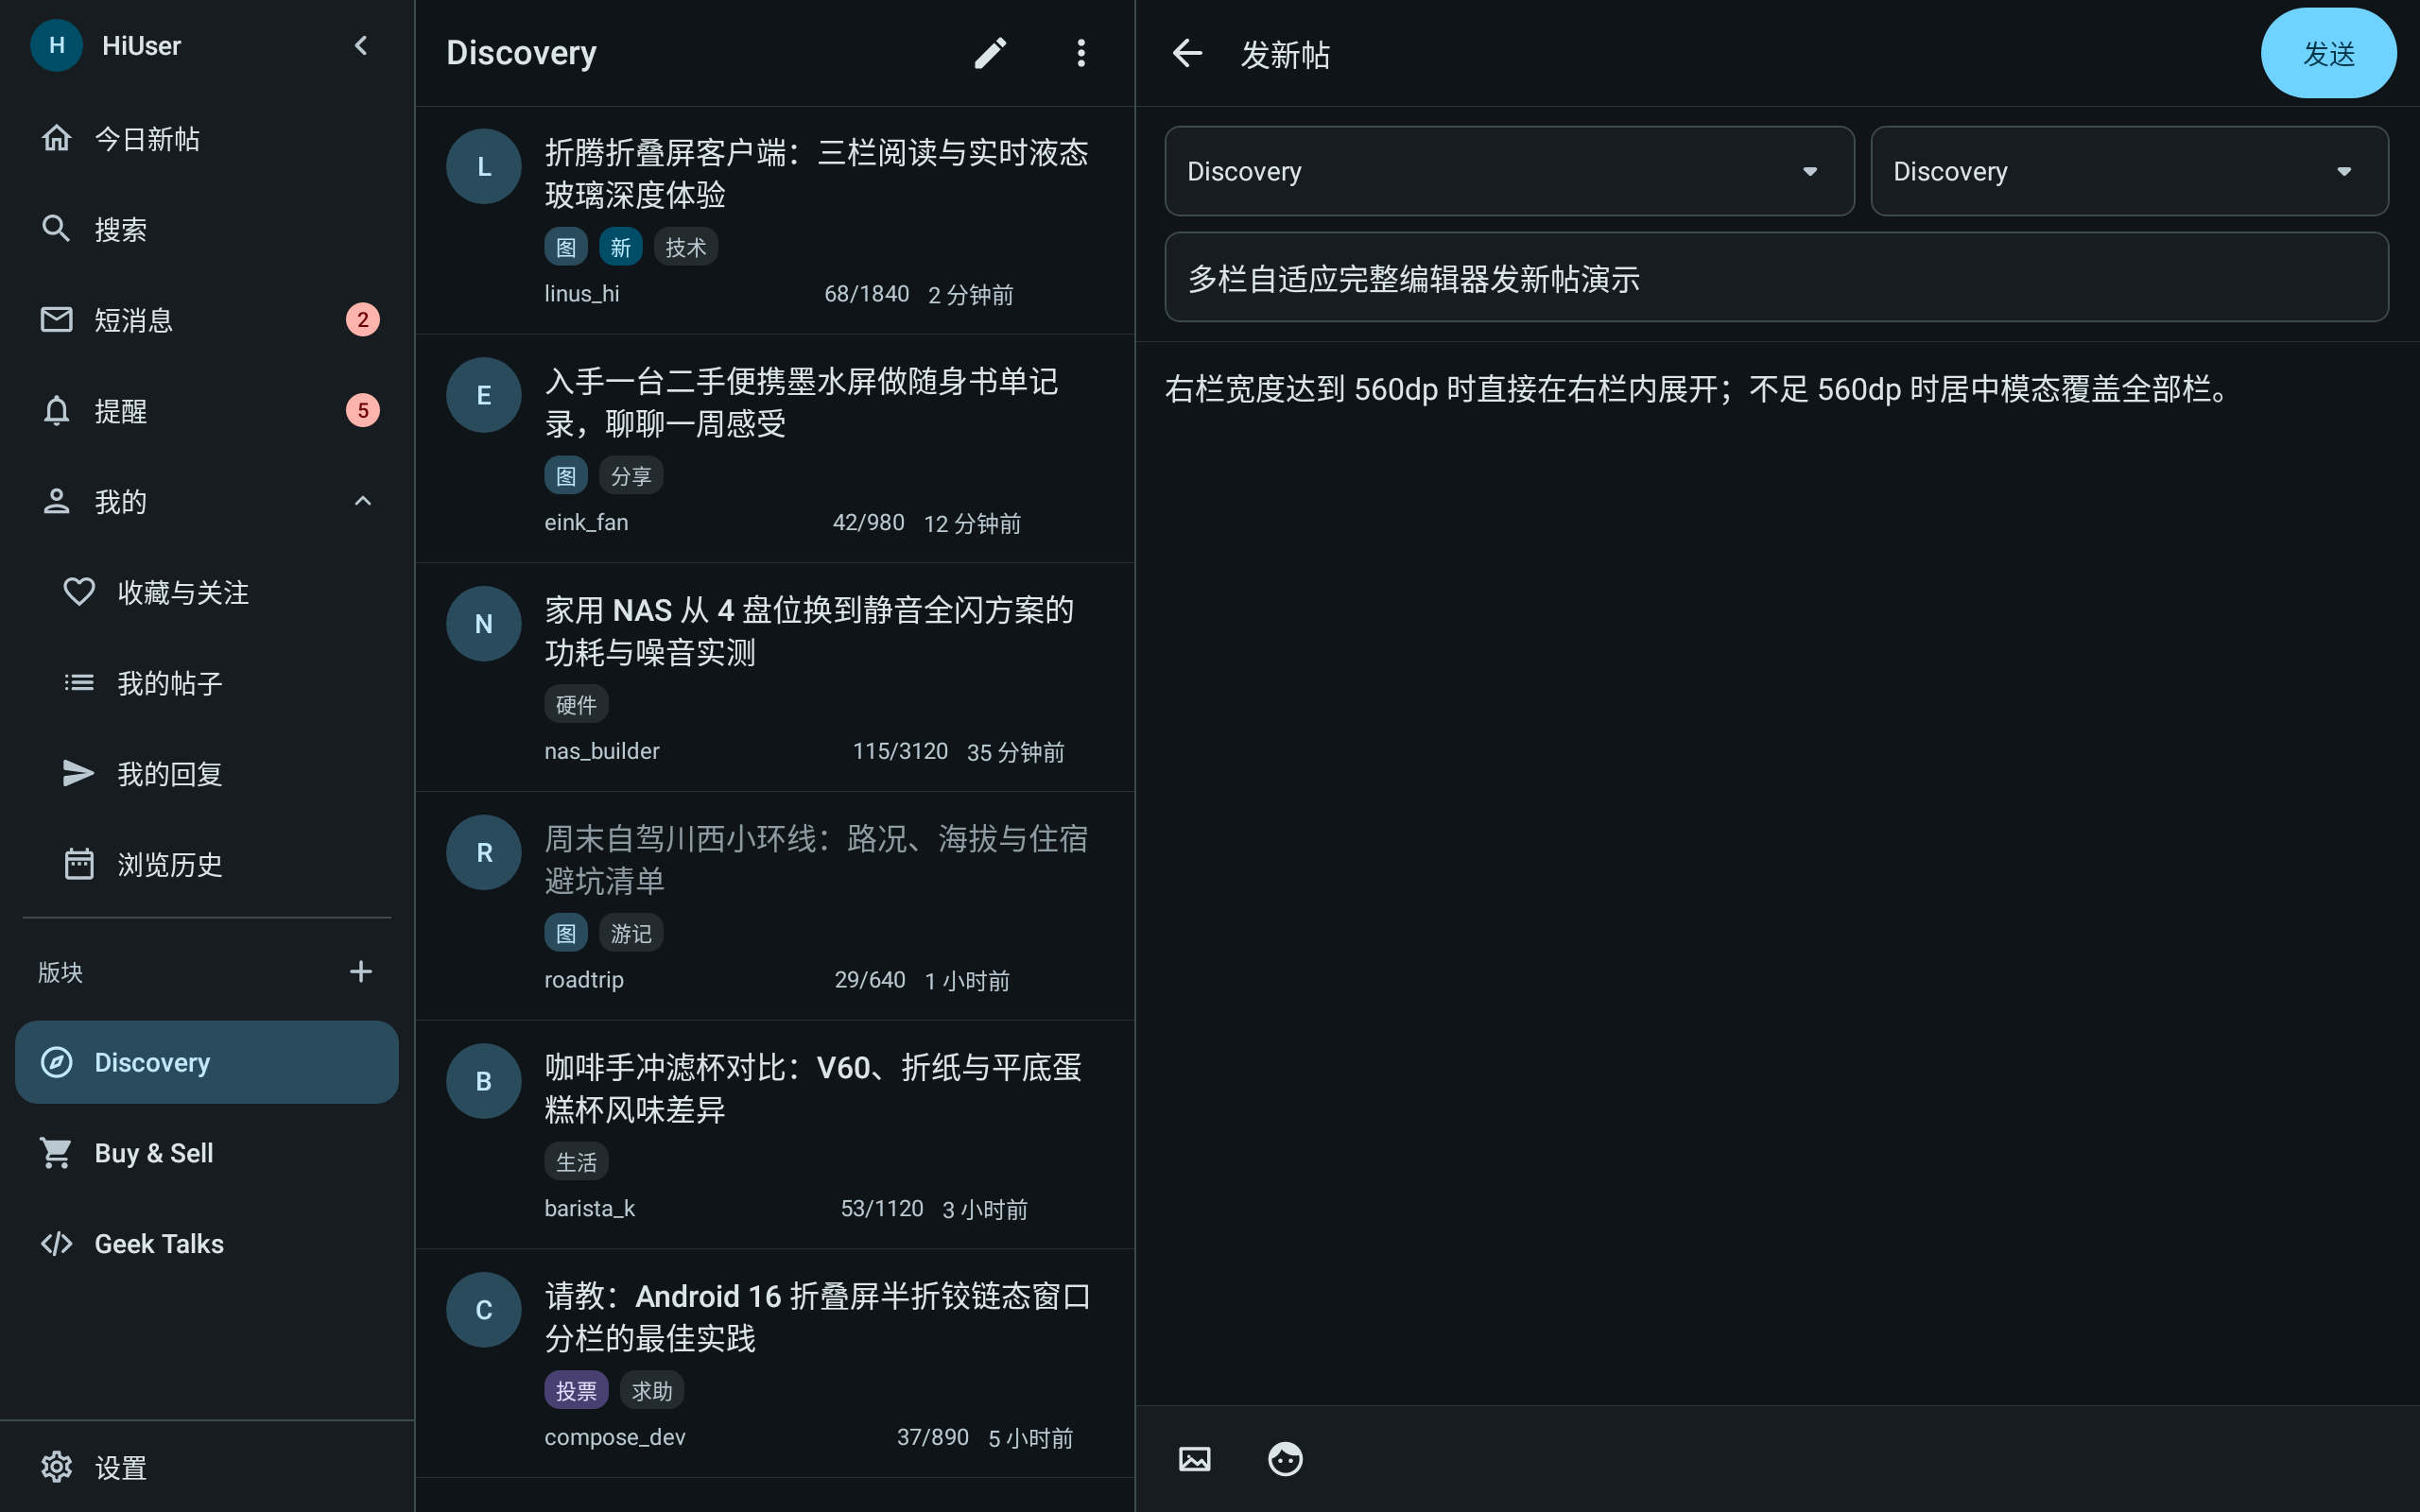 H HiUser
今日新帖
搜索
短消息 2
提醒 5
我的
收藏与关注
我的帖子
我的回复
浏览历史
版块
Discovery
Buy & Sell
Geek Talks
设置
Discovery
L
折腾折叠屏客户端：三栏阅读与实时液态
玻璃深度体验
图 新 技术
linus_hi 68/1840 2 分钟前
E
入手一台二手便携墨水屏做随身书单记
录，聊聊一周感受
图 分享
eink_fan 42/980 12 分钟前
N
家用 NAS 从 4 盘位换到静音全闪方案的
功耗与噪音实测
硬件
nas_builder 115/3120 35 分钟前
R
周末自驾川西小环线：路况、海拔与住宿
避坑清单
图 游记
roadtrip 29/640 1 小时前
B
咖啡手冲滤杯对比：V60、折纸与平底蛋
糕杯风味差异
生活
barista_k 53/1120 3 小时前
C
请教：Android 16 折叠屏半折铰链态窗口
分栏的最佳实践
投票 求助
compose_dev 37/890 5 小时前
发新帖 发送
Discovery Discovery
多栏自适应完整编辑器发新帖演示
右栏宽度达到 560dp 时直接在右栏内展开；不足 560dp 时居中模态覆盖全部栏。